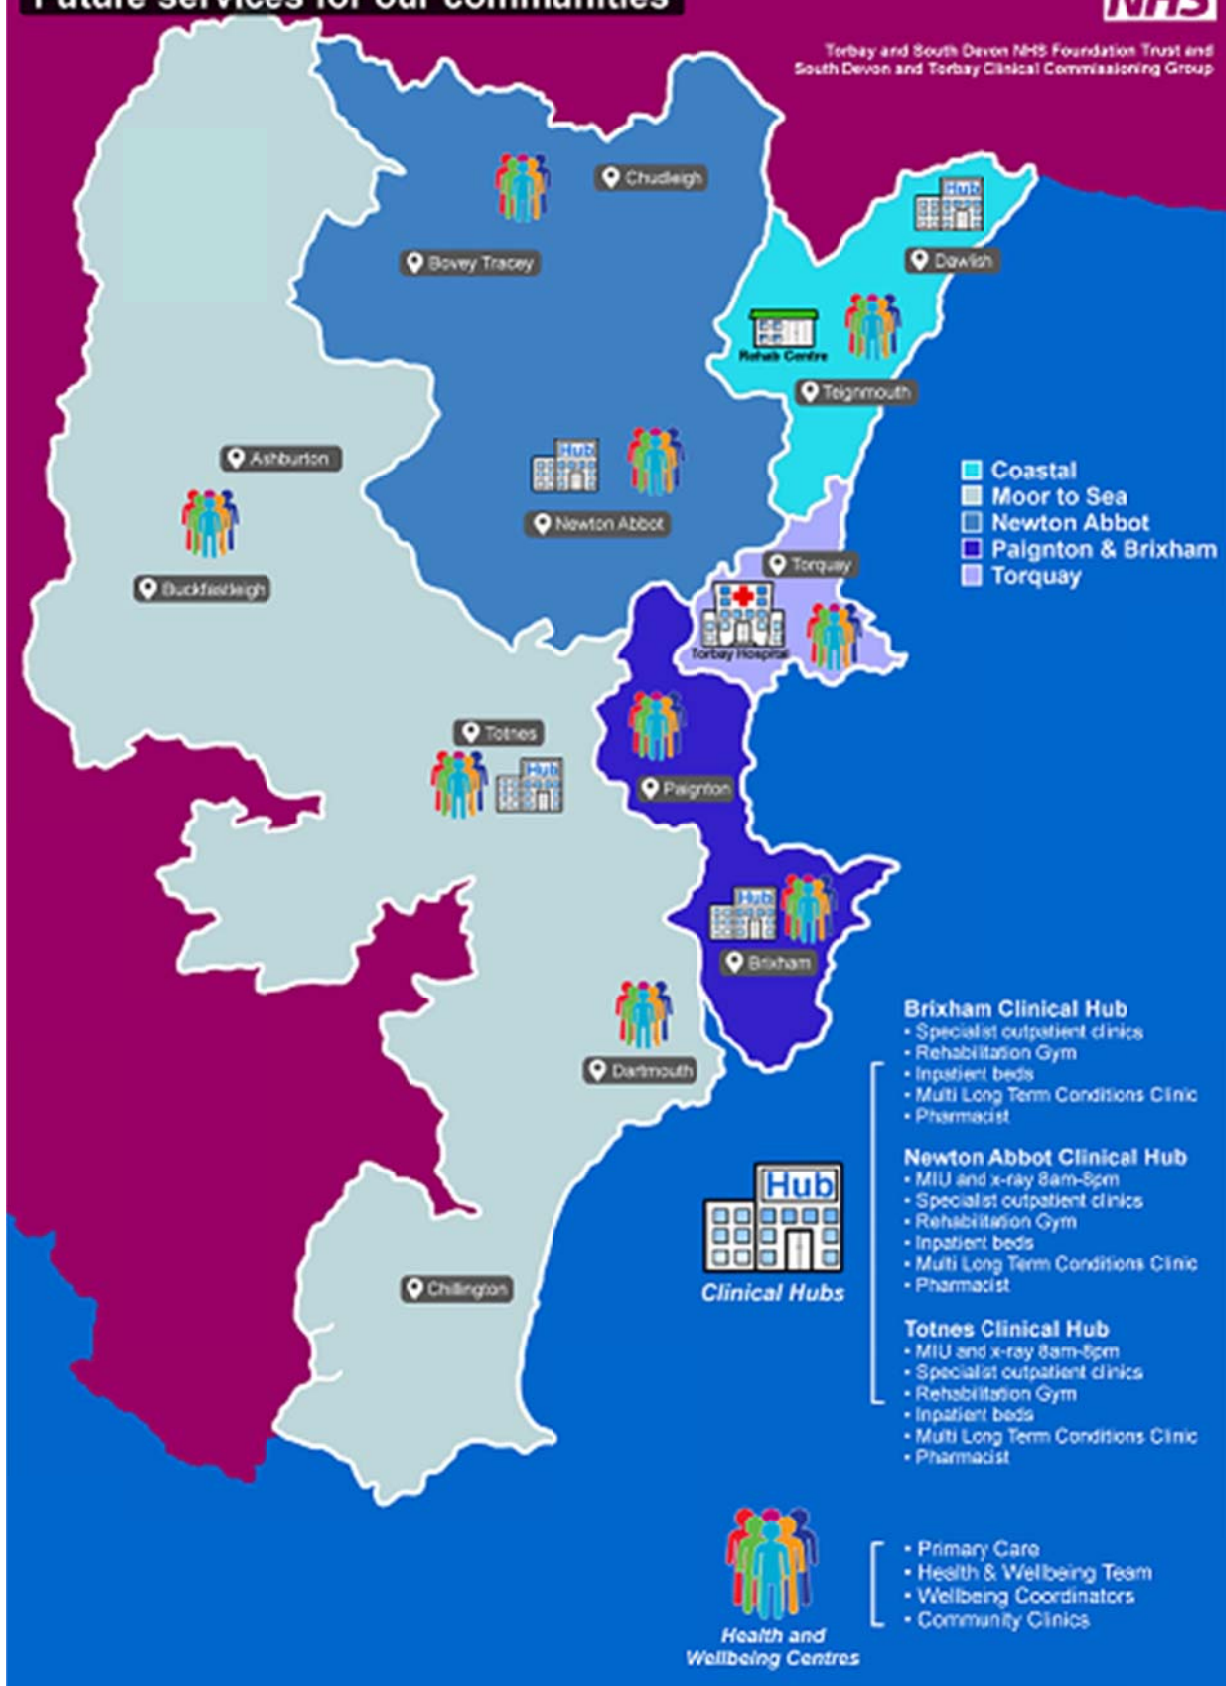 Future services for our communities
NHS
Torbay and South Devon NHS Foundation Trust and
South Devon and Torbay Clinical Commissioning Group
Chudleigh
Hub
Bovey Tracey
Dawlish
Rehab Centre
Teignmouth
Ashburton
Hub
Newton Abbot
Buckfastleigh
Coastal
Moor to Sea
Newton Abbot
Paignton & Brixham
Torquay
Torquay
Torbay Hospital
Totnes
Hub
Paignton
Hub
Brixham
Dartmouth
Chillington
Brixham Clinical Hub
• Specialist outpatient clinics
• Rehabilitation Gym
• Inpatient beds
• Multi Long Term Conditions Clinic
• Pharmacist
Newton Abbot Clinical Hub
• MIU and x-ray 8am-8pm
• Specialist outpatient clinics
• Rehabilitation Gym
• Inpatient beds
• Multi Long Term Conditions Clinic
• Pharmacist
Hub
Clinical Hubs
Totnes Clinical Hub
• MIU and x-ray 8am-8pm
• Specialist outpatient clinics
• Rehabilitation Gym
• Inpatient beds
• Multi Long Term Conditions Clinic
• Pharmacist
• Primary Care
• Health & Wellbeing Team
• Wellbeing Coordinators
• Community Clinics
Health and
Wellbeing Centres